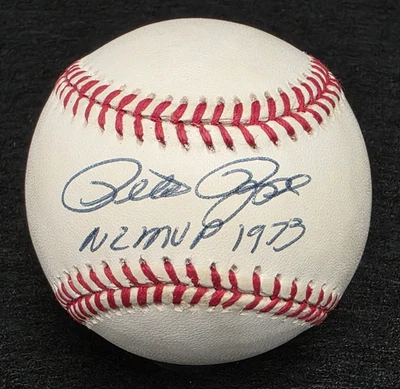 Pete Rose
NL MVP 1973